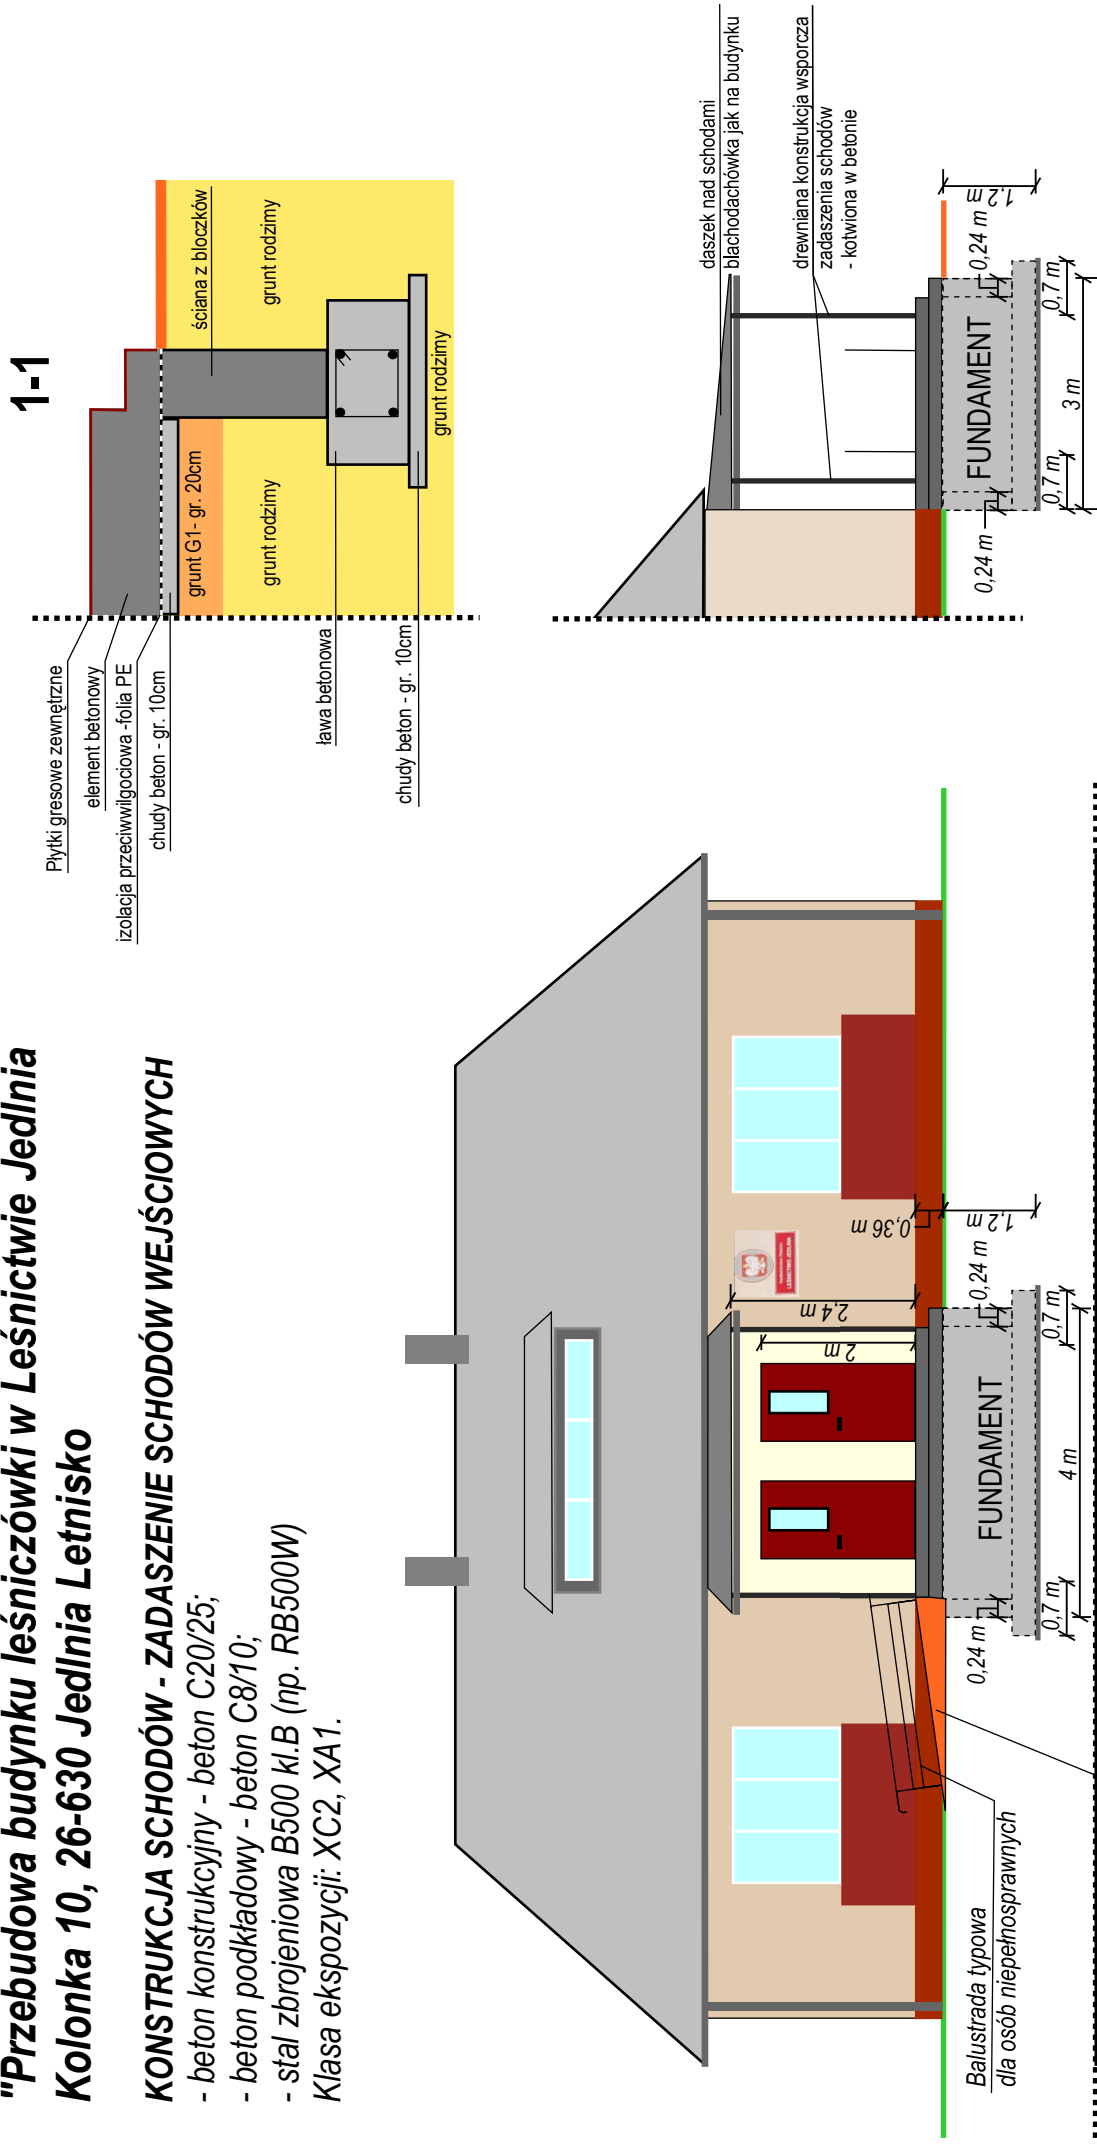 "Przebudowa budynku leśniczówki w Leśnictwie Jedlnia
Kolonka 10, 26-630 Jedlnia Letnisko
KONSTRUKCJA SCHODÓW - ZADASZENIE SCHODÓW WEJŚCIOWYCH
- beton konstrukcyjny - beton C20/25;
- beton podkładowy - beton C8/10;
- stal zbrojeniowa B500 kl.B (np. RB500W)
Klasa ekspozycji: XC2, XA1.
1-1
Płytki gresowe zewnętrzne
element betonowy
izolacja przeciwwilgociowa -folia PE
chudy beton - gr. 10cm
ława betonowa
chudy beton - gr. 10cm
ściana z bloczków
grunt G1- gr. 20cm
grunt rodzimy
grunt rodzimy
grunt rodzimy
LEŚNICTWO JEDLNIA
2,4 m
2 m
0,36 m
1,2 m
0,24 m
0,24 m
0,7 m
0,7 m
4 m
FUNDAMENT
Balustrada typowa
dla osób niepełnosprawnych
daszek nad schodami
blachodachówka jak na budynku
drewniana konstrukcja wsporcza
zadaszenia schodów
- kotwiona w betonie
1,2 m
0,24 m
0,24 m
0,7 m
0,7 m
3 m
FUNDAMENT